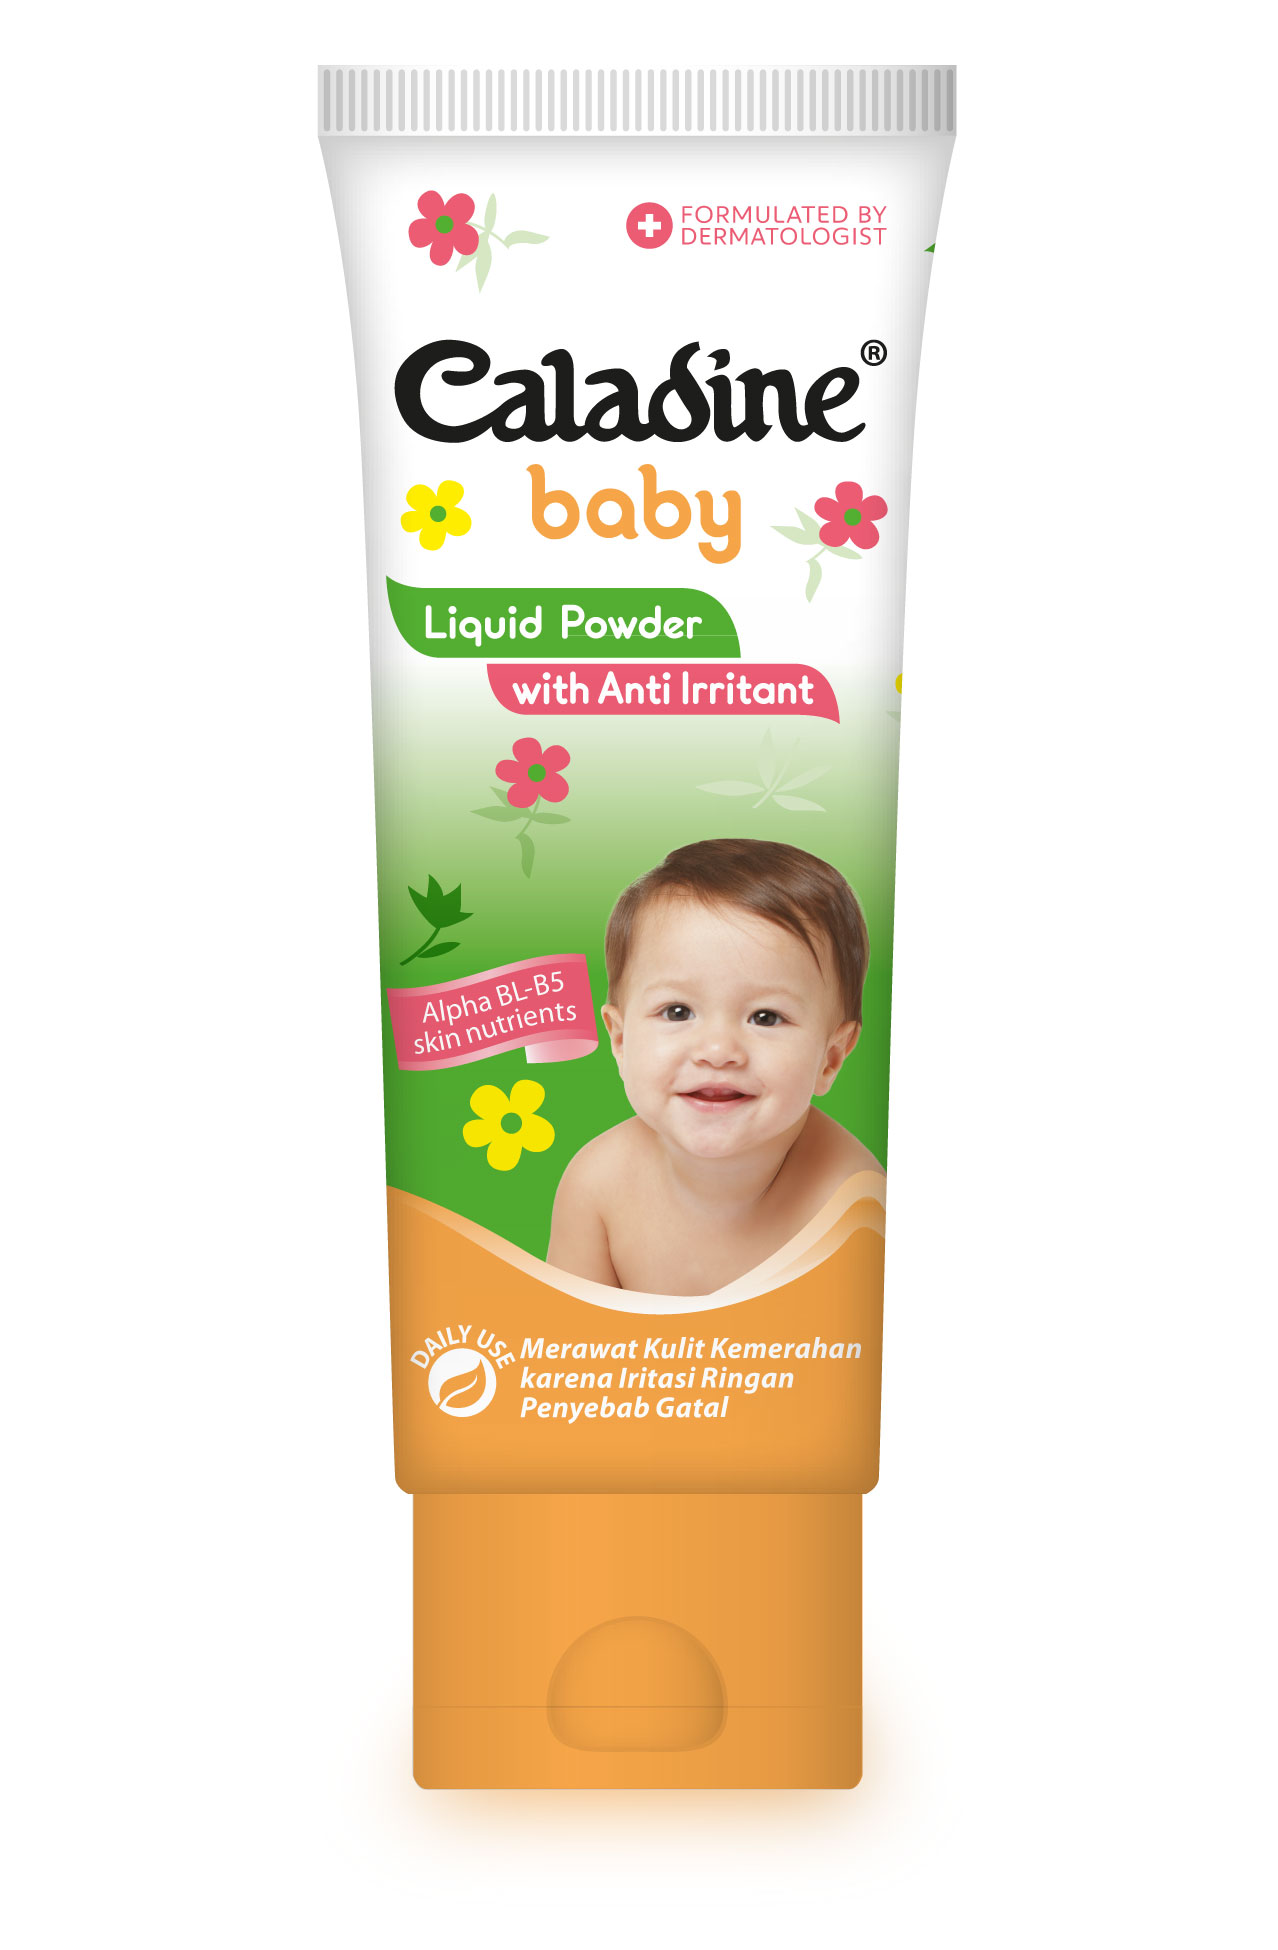 FORMULATED BY
DERMATOLOGIST
Caladine®
baby
Liquid Powder
with Anti Irritant
Alpha BL-B5
skin nutrients
DAILY USE
Merawat Kulit Kemerahan
karena Iritasi Ringan
Penyebab Gatal